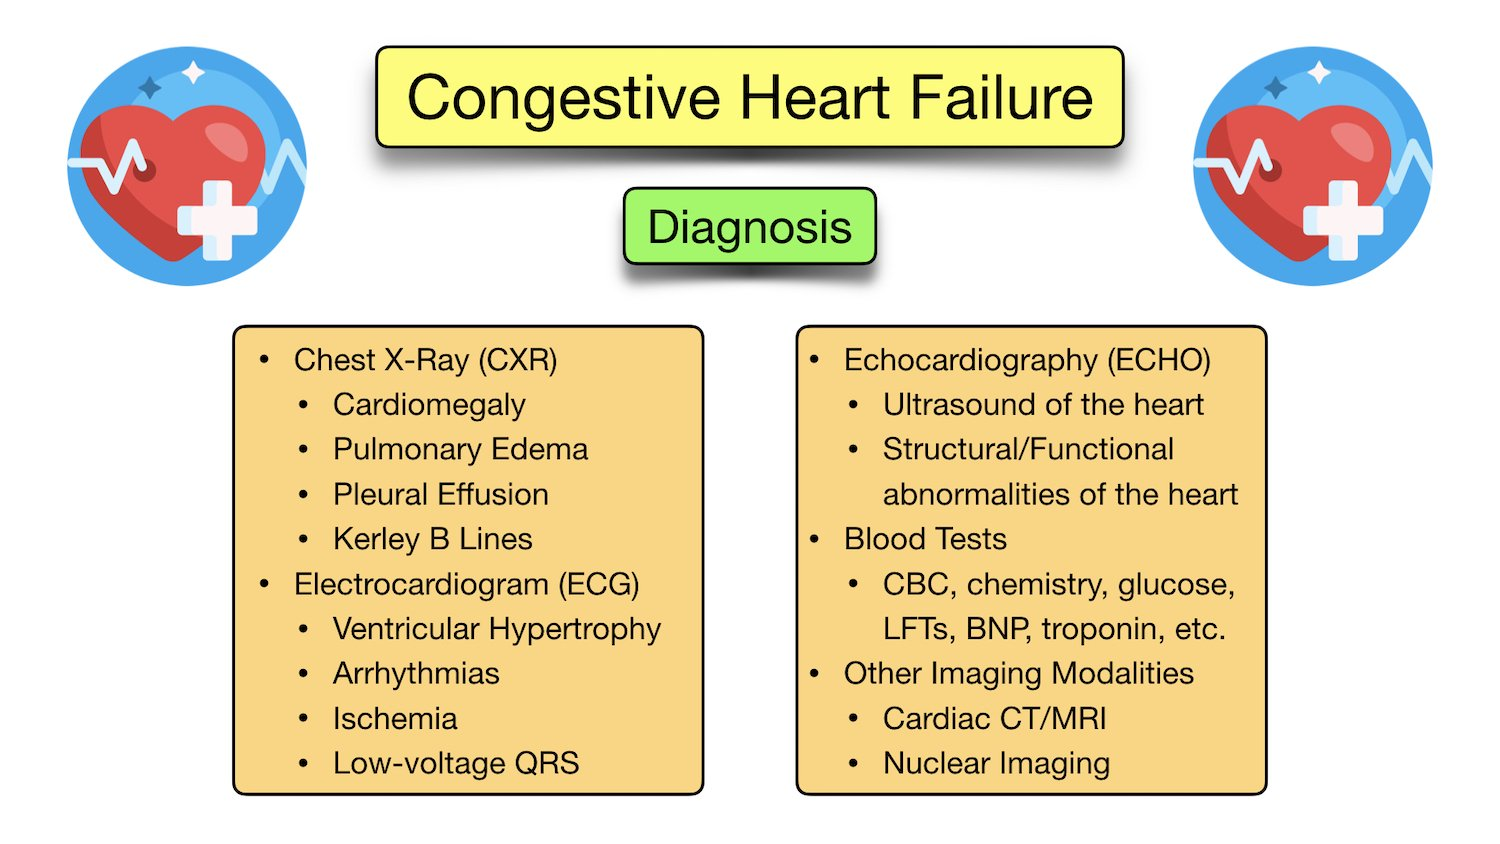 Congestive Heart Failure
Diagnosis
• Chest X-Ray (CXR)
• Cardiomegaly
• Pulmonary Edema
• Pleural Effusion
• Kerley B Lines
• Electrocardiogram (ECG)
• Ventricular Hypertrophy
• Arrhythmias
• Ischemia
• Low-voltage QRS
• Echocardiography (ECHO)
• Ultrasound of the heart
• Structural/Functional
abnormalities of the heart
• Blood Tests
• CBC, chemistry, glucose,
LFTs, BNP, troponin, etc.
• Other Imaging Modalities
• Cardiac CT/MRI
• Nuclear Imaging